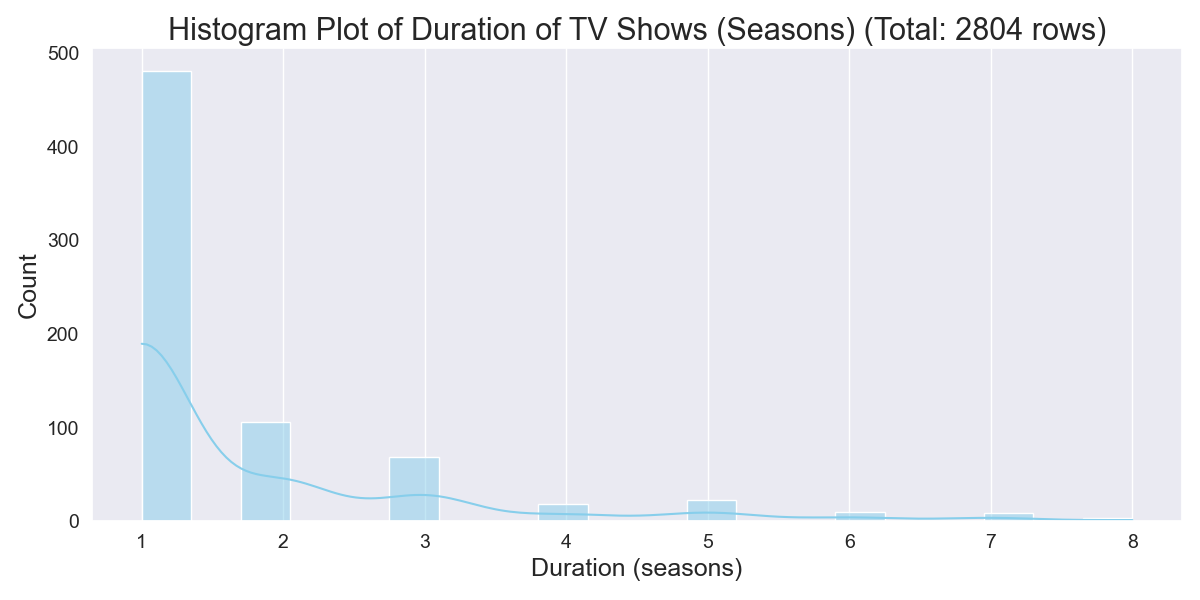 Histogram Plot of Duration of TV Shows (Seasons) (Total: 2804 rows)
500
400
300
200
100
0
Count
1 2 3 4 5 6 7 8
Duration (seasons)